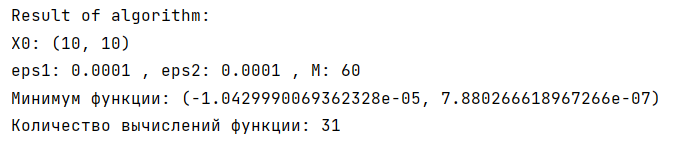 Result of algorithm:
X0: (10, 10)
eps1: 0.0001 , eps2: 0.0001 , M: 60
Минимум функции: (-1.0429990069362328e-05, 7.880266618967266e-07)
Количество вычислений функции: 31